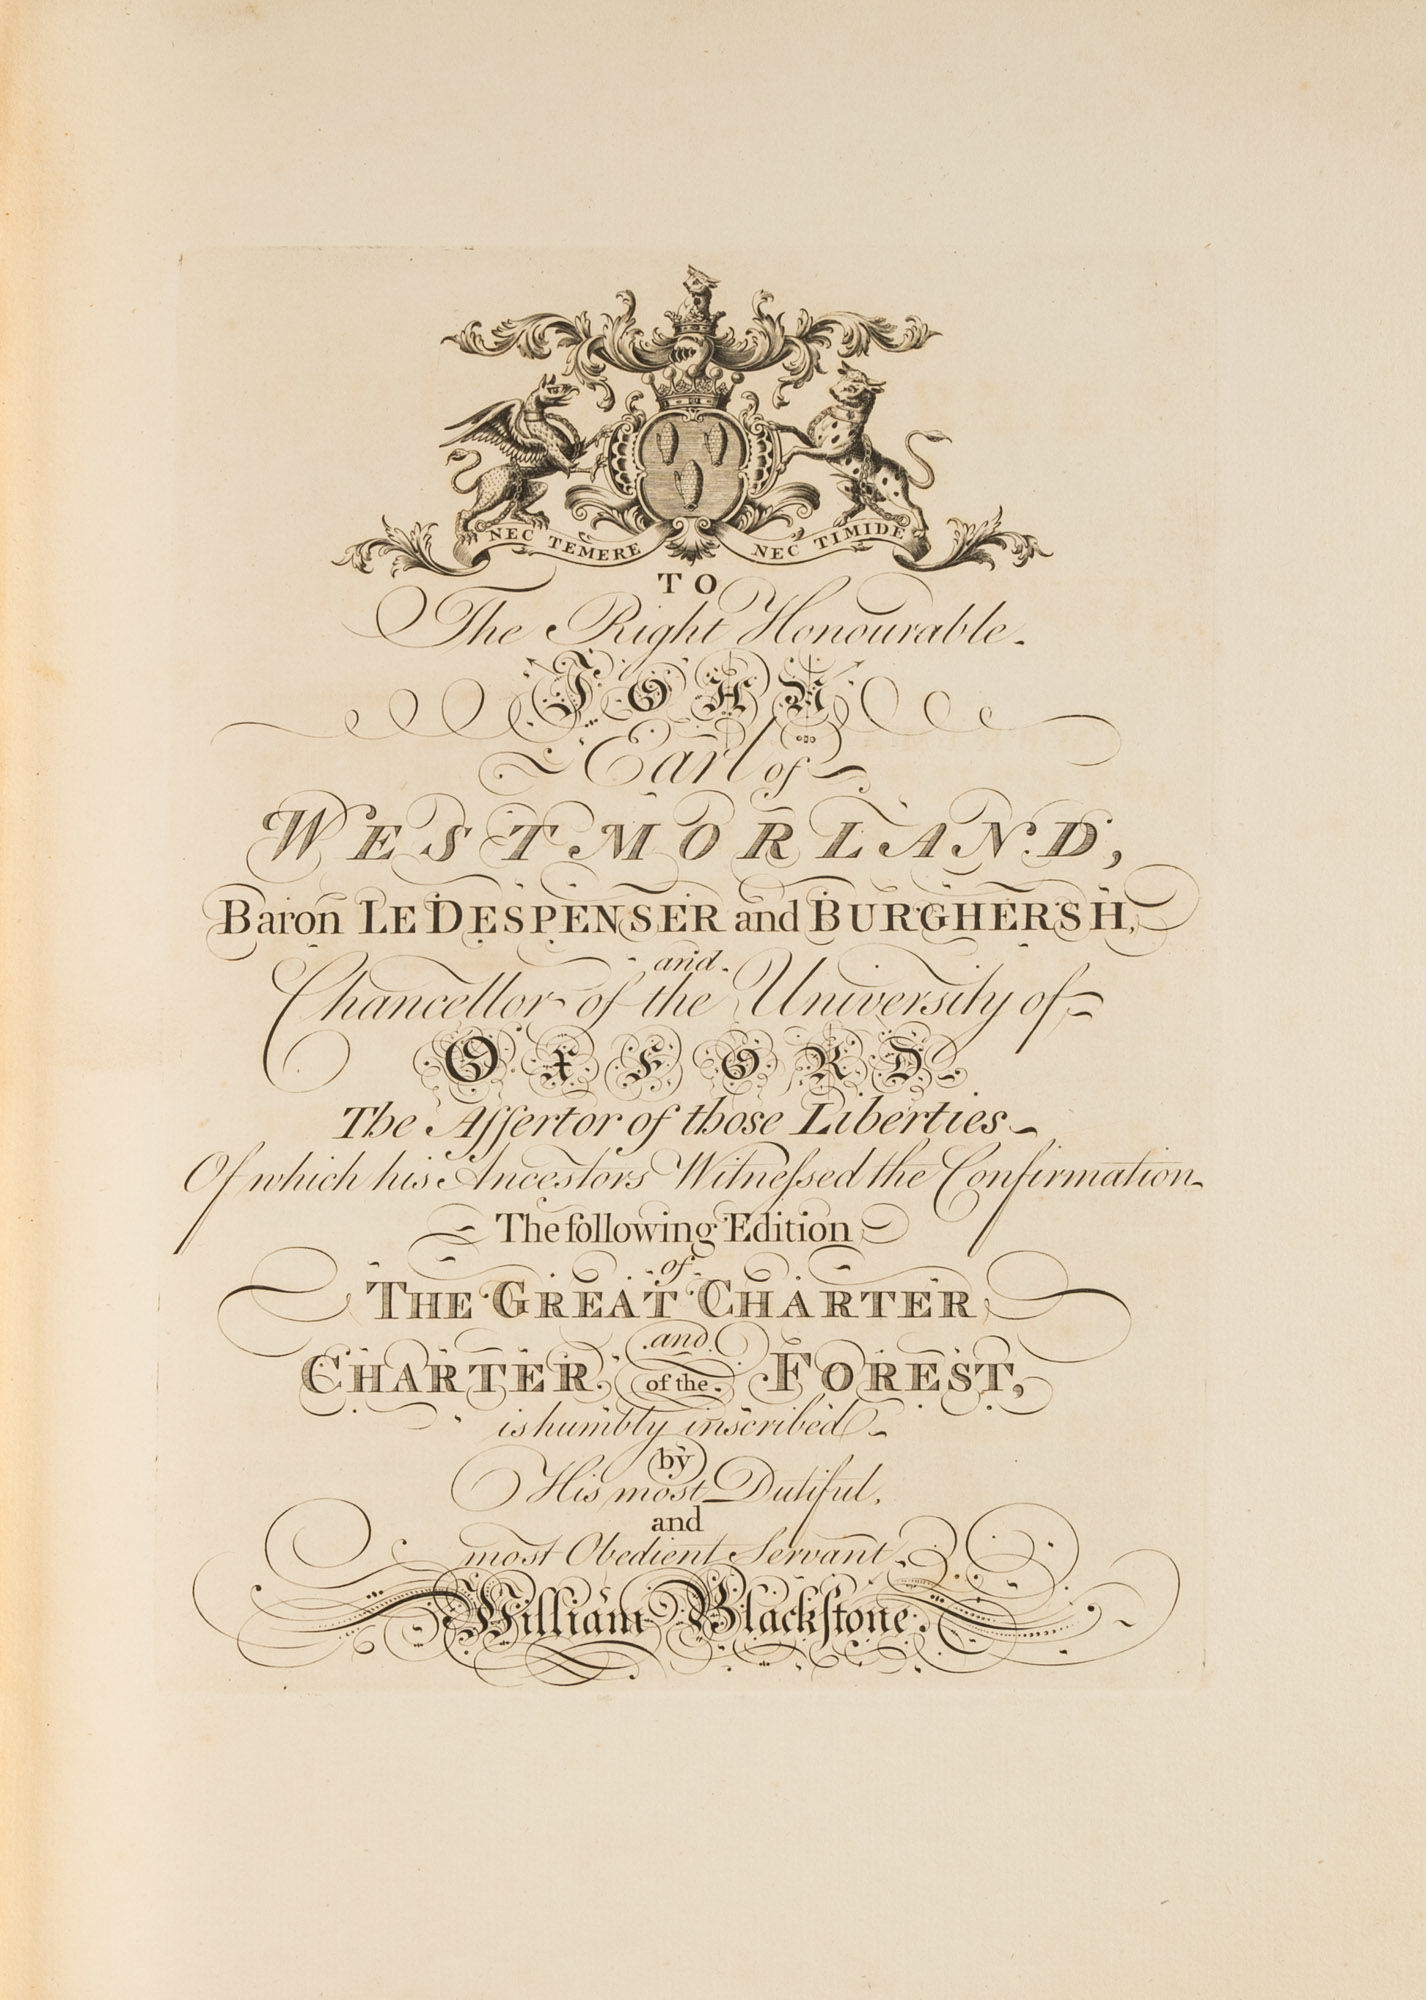 NEC TEMERE NEC TIMIDE
TO
The Right Honourable
JOHN
Earl of
WESTMORLAND,
Baron LE DESPENSER and BURGHERSH,
and
Chancellor of the University of
OXFORD.
The Aſsertor of those Liberties
Of which his Ancestors Witneſsed the Confirmation
The following Edition
of
THE GREAT CHARTER
and
CHARTER of the FOREST,
is humbly inscribed
by
His most Dutiful,
and
most Obedient Servant
William Blackſtone.